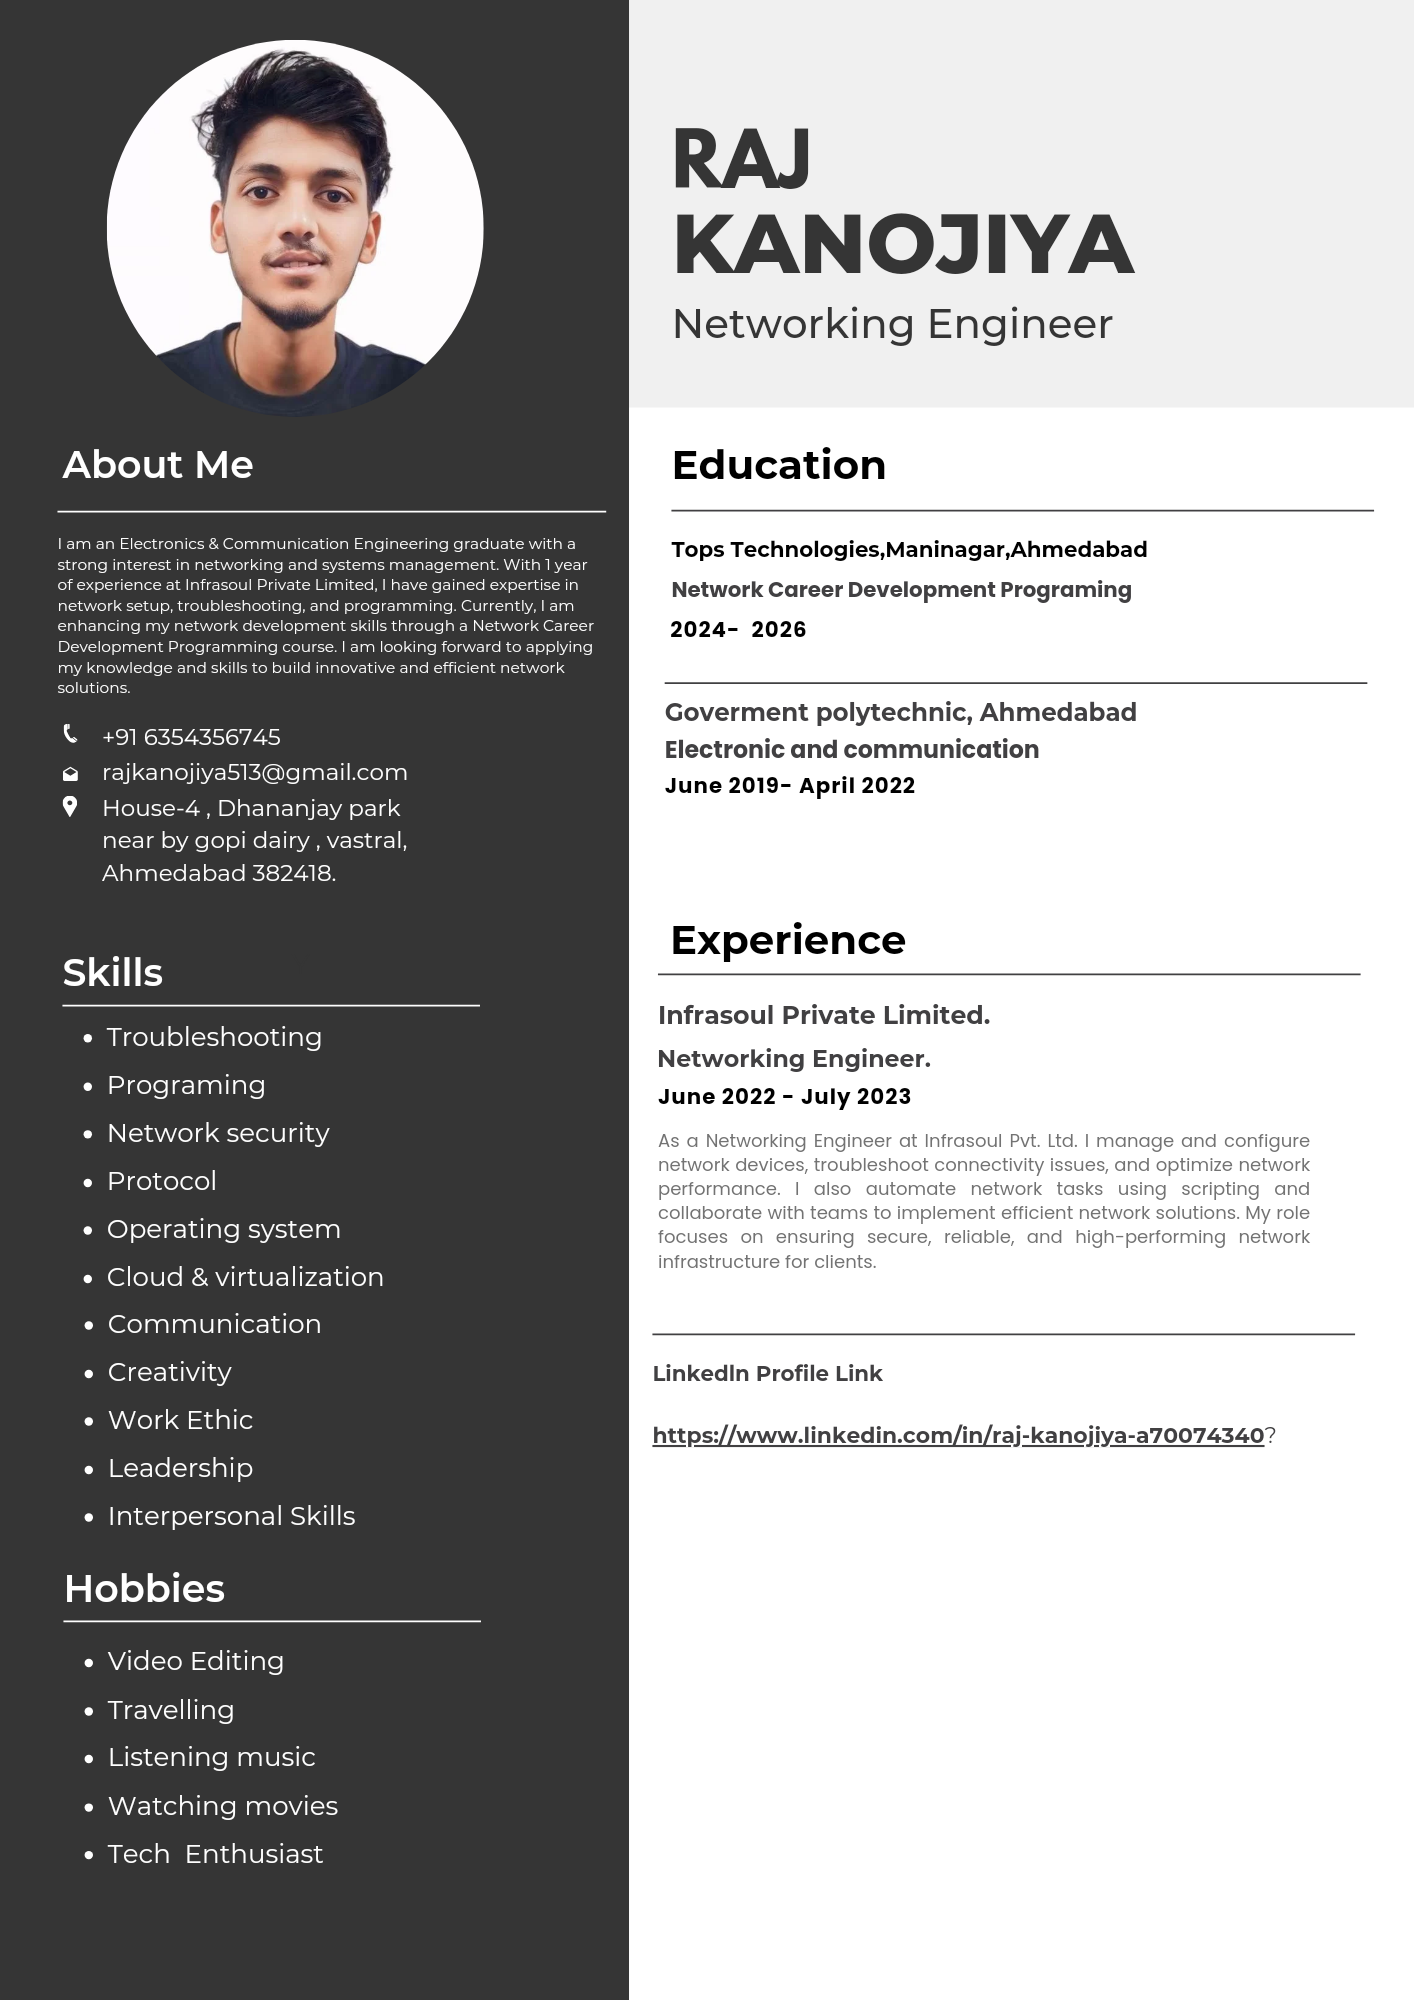 RAJ
KANOJIYA
Networking Engineer
About Me
I am an Electronics & Communication Engineering graduate with a
strong interest in networking and systems management. With 1 year
of experience at Infrasoul Private Limited, I have gained expertise in
network setup, troubleshooting, and programming. Currently, I am
enhancing my network development skills through a Network Career
Development Programming course. I am looking forward to applying
my knowledge and skills to build innovative and efficient network
solutions.
+91 6354356745
rajkanojiya513@gmail.com
House-4 , Dhananjay park
near by gopi dairy , vastral,
Ahmedabad 382418.
Skills
• Troubleshooting
• Programing
• Network security
• Protocol
• Operating system
• Cloud & virtualization
• Communication
• Creativity
• Work Ethic
• Leadership
• Interpersonal Skills
Hobbies
• Video Editing
• Travelling
• Listening music
• Watching movies
• Tech  Enthusiast
Education
Tops Technologies,Maninagar,Ahmedabad
Network Career Development Programing
2024-  2026
Goverment polytechnic, Ahmedabad
Electronic and communication
June 2019- April 2022
Experience
Infrasoul Private Limited.
Networking Engineer.
June 2022 - July 2023
As a Networking Engineer at Infrasoul Pvt. Ltd. I manage and configure
network devices, troubleshoot connectivity issues, and optimize network
performance. I also automate network tasks using scripting and
collaborate with teams to implement efficient network solutions. My role
focuses on ensuring secure, reliable, and high-performing network
infrastructure for clients.
Linkedln Profile Link
https://www.linkedin.com/in/raj-kanojiya-a70074340?